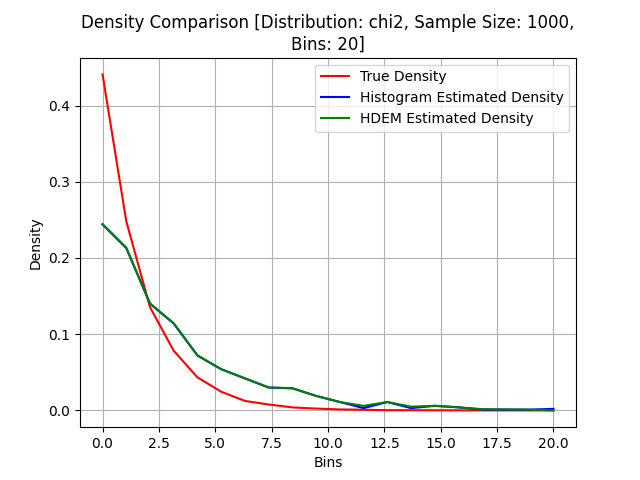 Density Comparison [Distribution: chi2, Sample Size: 1000,
Bins: 20]
True Density
Histogram Estimated Density
HDEM Estimated Density
Density
0.4
0.3
0.2
0.1
0.0
0.0 2.5 5.0 7.5 10.0 12.5 15.0 17.5 20.0
Bins